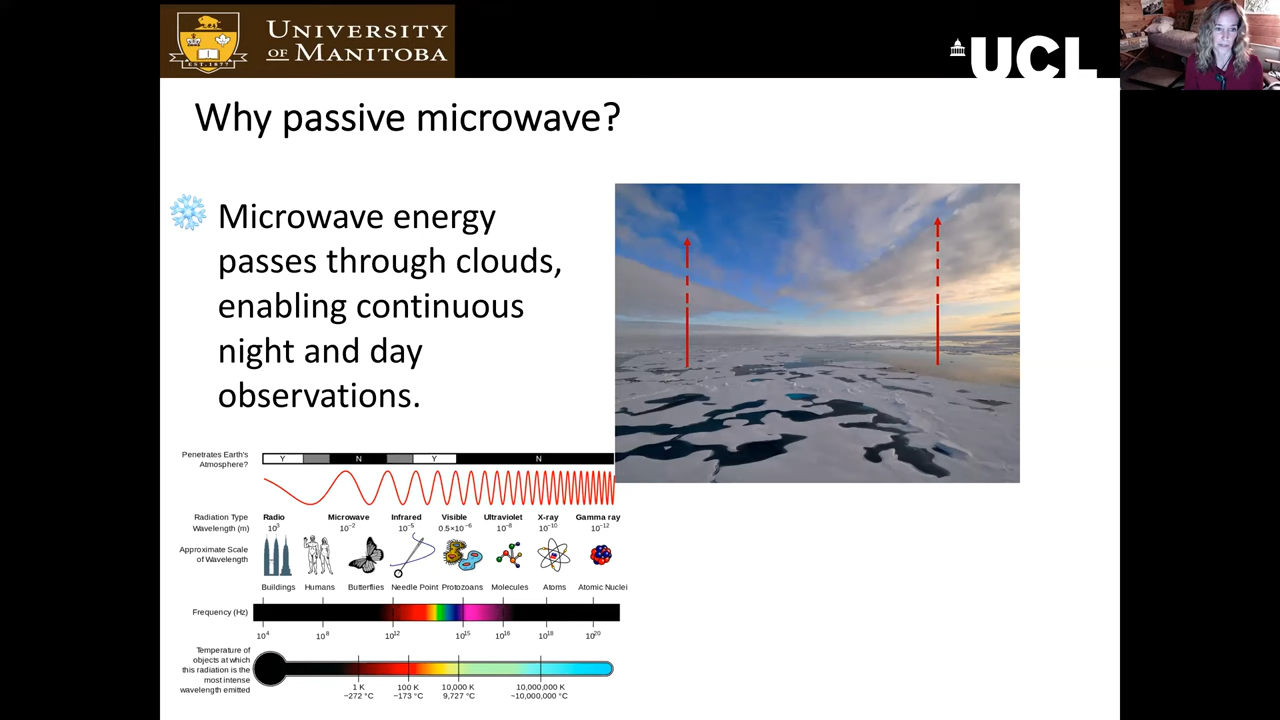 UNIVERSITY
OF MANITOBA
EST. 1877
UCL
Why passive microwave?
Microwave energy
passes through clouds,
enabling continuous
night and day
observations.
Penetrates Earth's
Atmosphere?
Y N Y N
Radiation Type
Wavelength (m)
Radio Microwave Infrared Visible Ultraviolet X-ray Gamma ray
10³ 10⁻² 10⁻⁵ 0.5×10⁻⁶ 10⁻⁸ 10⁻¹⁰ 10⁻¹²
Approximate Scale
of Wavelength
Buildings Humans Butterflies Needle Point Protozoans Molecules Atoms Atomic Nuclei
Frequency (Hz)
10⁴ 10⁸ 10¹² 10¹⁵ 10¹⁶ 10¹⁸ 10²⁰
Temperature of
objects at which
this radiation is the
most intense
wavelength emitted
1 K 100 K 10,000 K 10,000,000 K
−272 °C −173 °C 9,727 °C ~10,000,000 °C